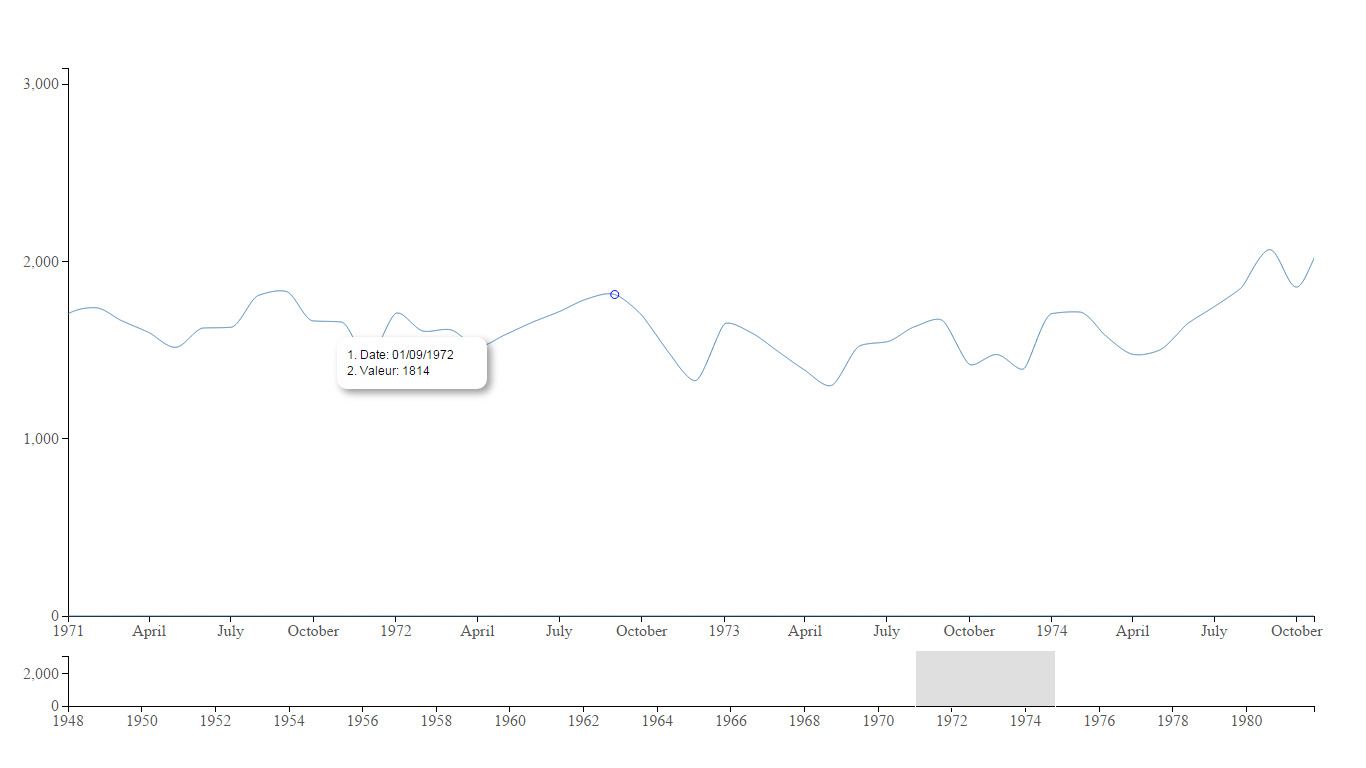 3,000
2,000
1,000
0
1. Date: 01/09/1972
2. Valeur: 1814
1971 April July October 1972 April July October 1973 April July October 1974 April July October
2,000
0
1948 1950 1952 1954 1956 1958 1960 1962 1964 1966 1968 1970 1972 1974 1976 1978 1980